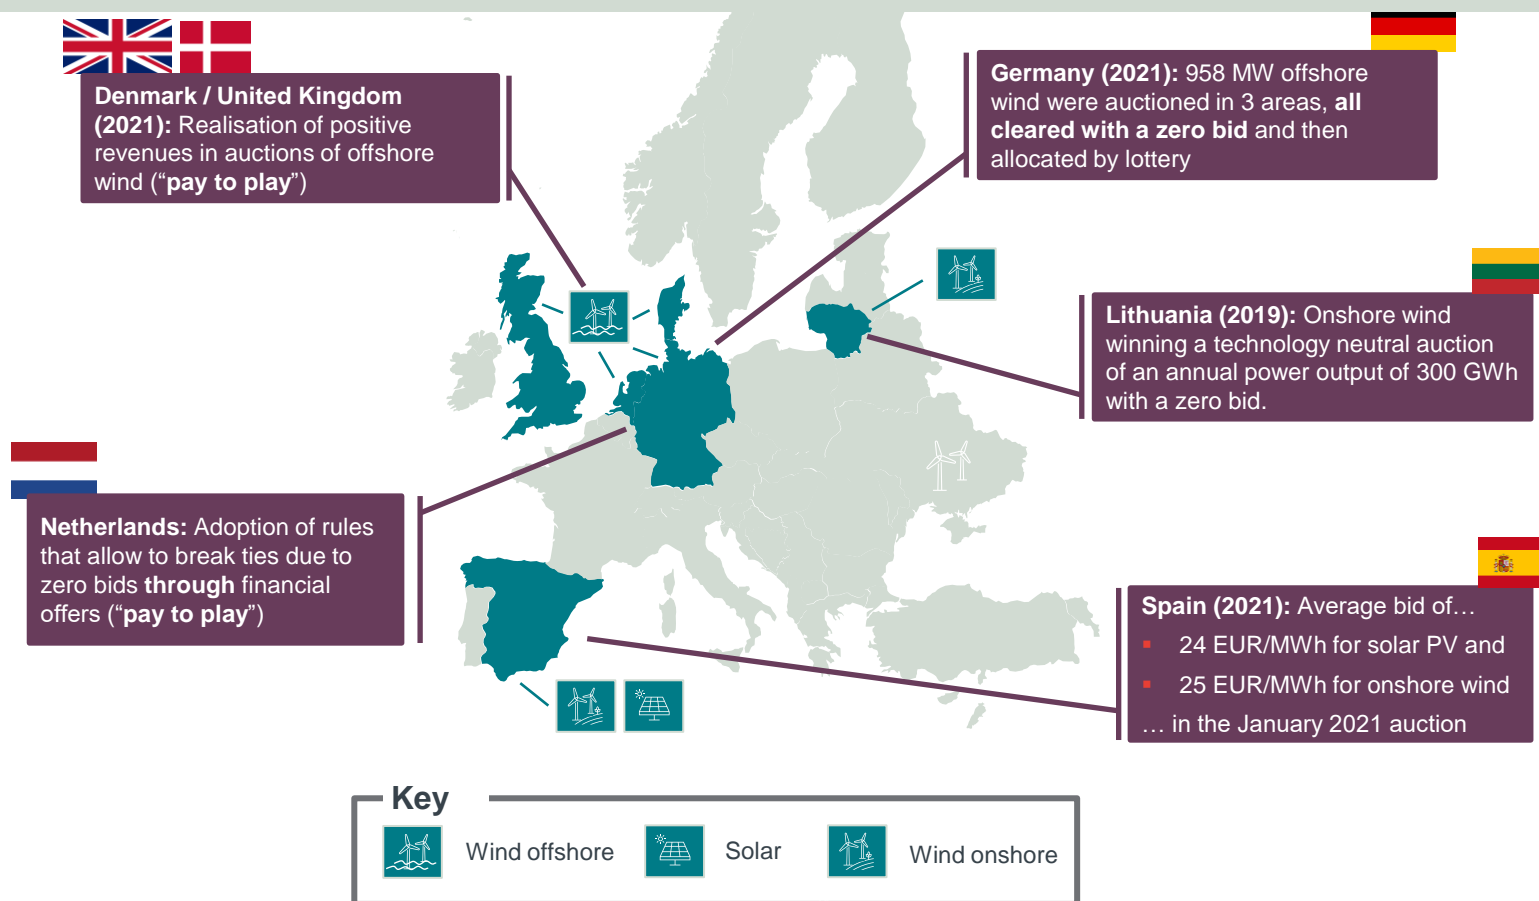 Denmark / United Kingdom
(2021): Realisation of positive
revenues in auctions of offshore
wind (“pay to play”)
Germany (2021): 958 MW offshore
wind were auctioned in 3 areas, all
cleared with a zero bid and then
allocated by lottery
Lithuania (2019): Onshore wind
winning a technology neutral auction
of an annual power output of 300 GWh
with a zero bid.
Netherlands: Adoption of rules
that allow to break ties due to
zero bids through financial
offers (“pay to play”)
Spain (2021): Average bid of…
24 EUR/MWh for solar PV and
25 EUR/MWh for onshore wind
… in the January 2021 auction
Key
Wind offshore
Solar
Wind onshore